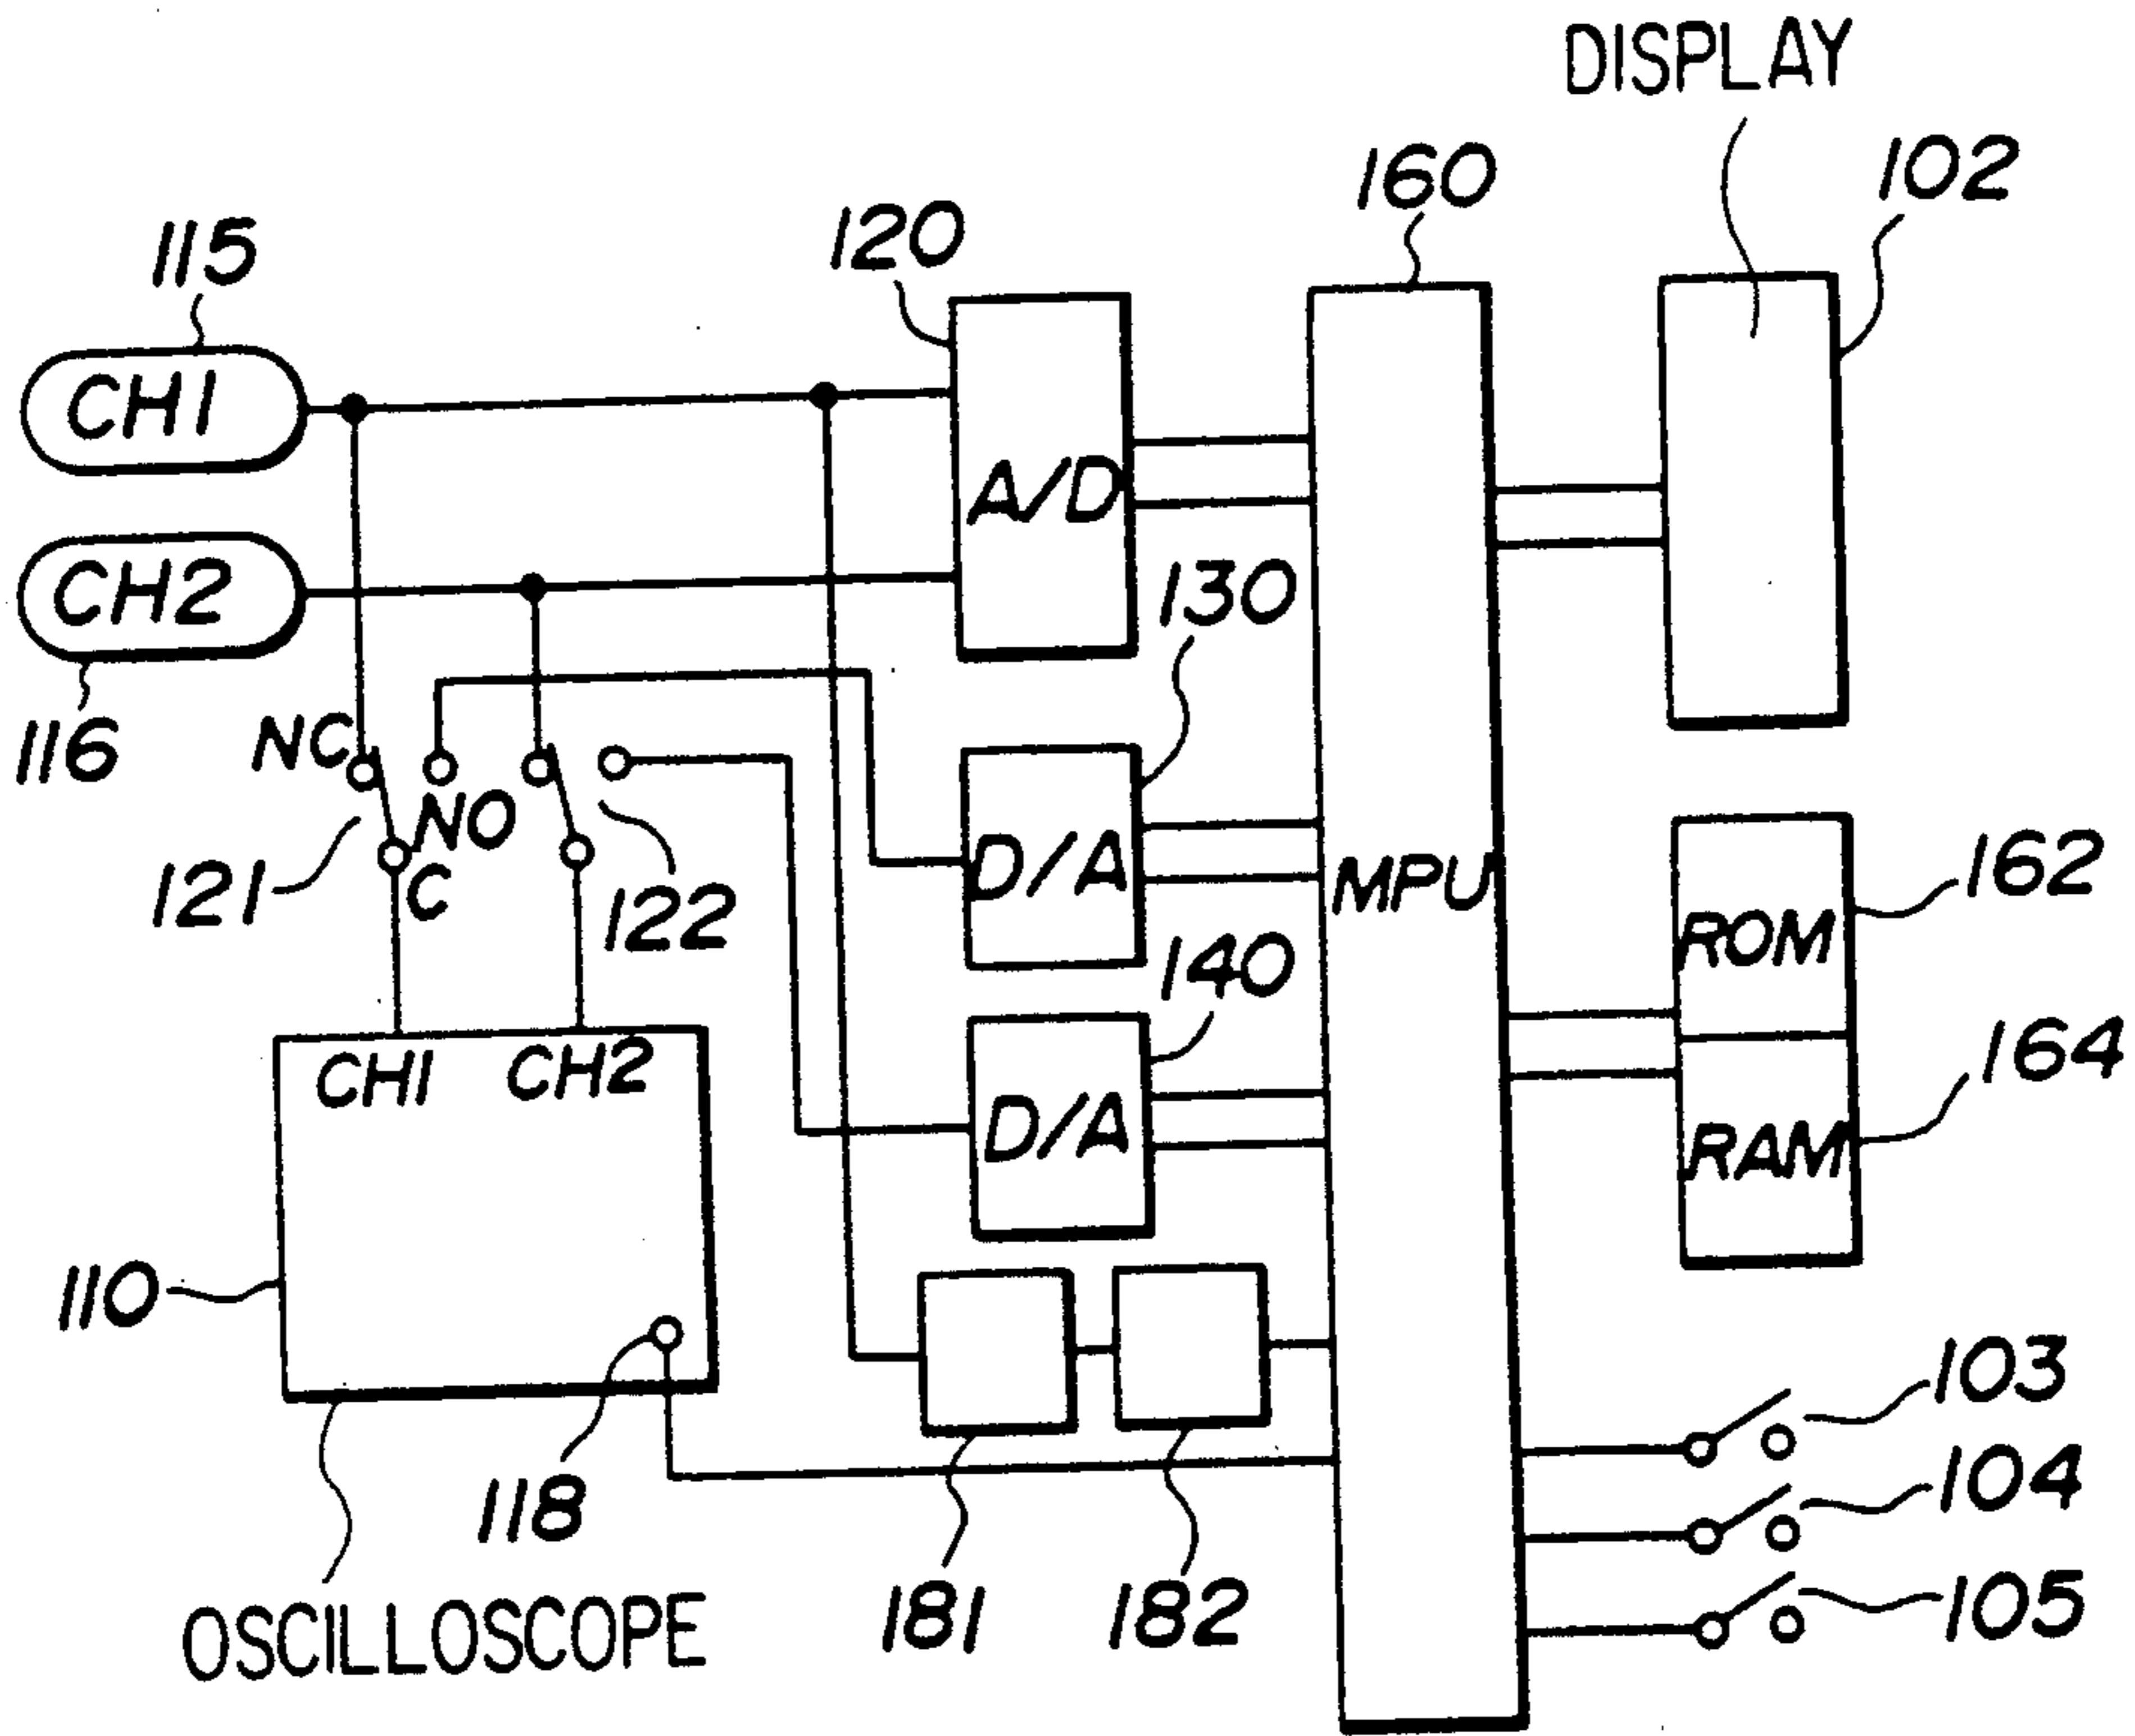 DISPLAY
102
160
120
115
CH1
A/D
CH2
130
116
NC
NO
121
C
122
D/A
MPU
162
ROM
140
164
CH1 CH2
D/A
RAM
110
103
118
104
181
182
105
OSCILLOSCOPE